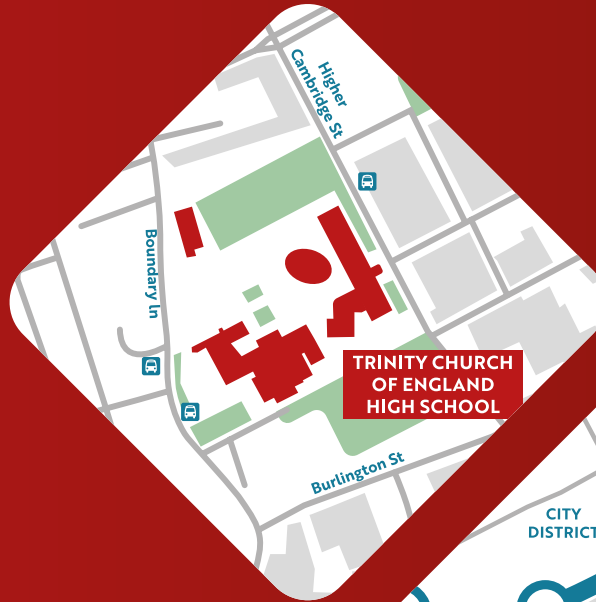 Higher
Cambridge St
Boundary ln
TRINITY CHURCH
OF ENGLAND
HIGH SCHOOL
Burlington St
CITY
DISTRICT